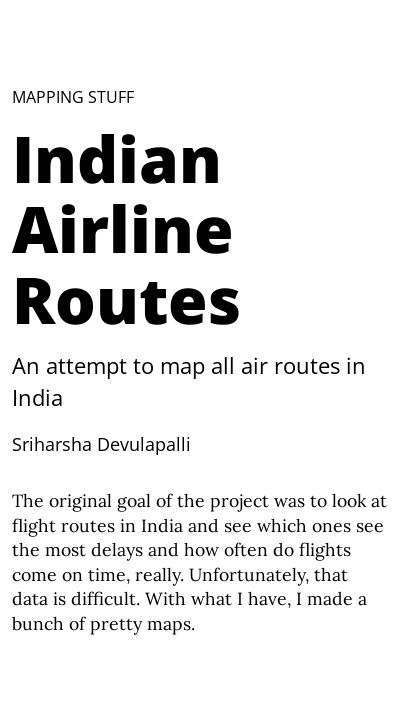 MAPPING STUFF
Indian
Airline
Routes
An attempt to map all air routes in
India
Sriharsha Devulapalli
The original goal of the project was to look at
flight routes in India and see which ones see
the most delays and how often do flights
come on time, really. Unfortunately, that
data is difficult. With what I have, I made a
bunch of pretty maps.